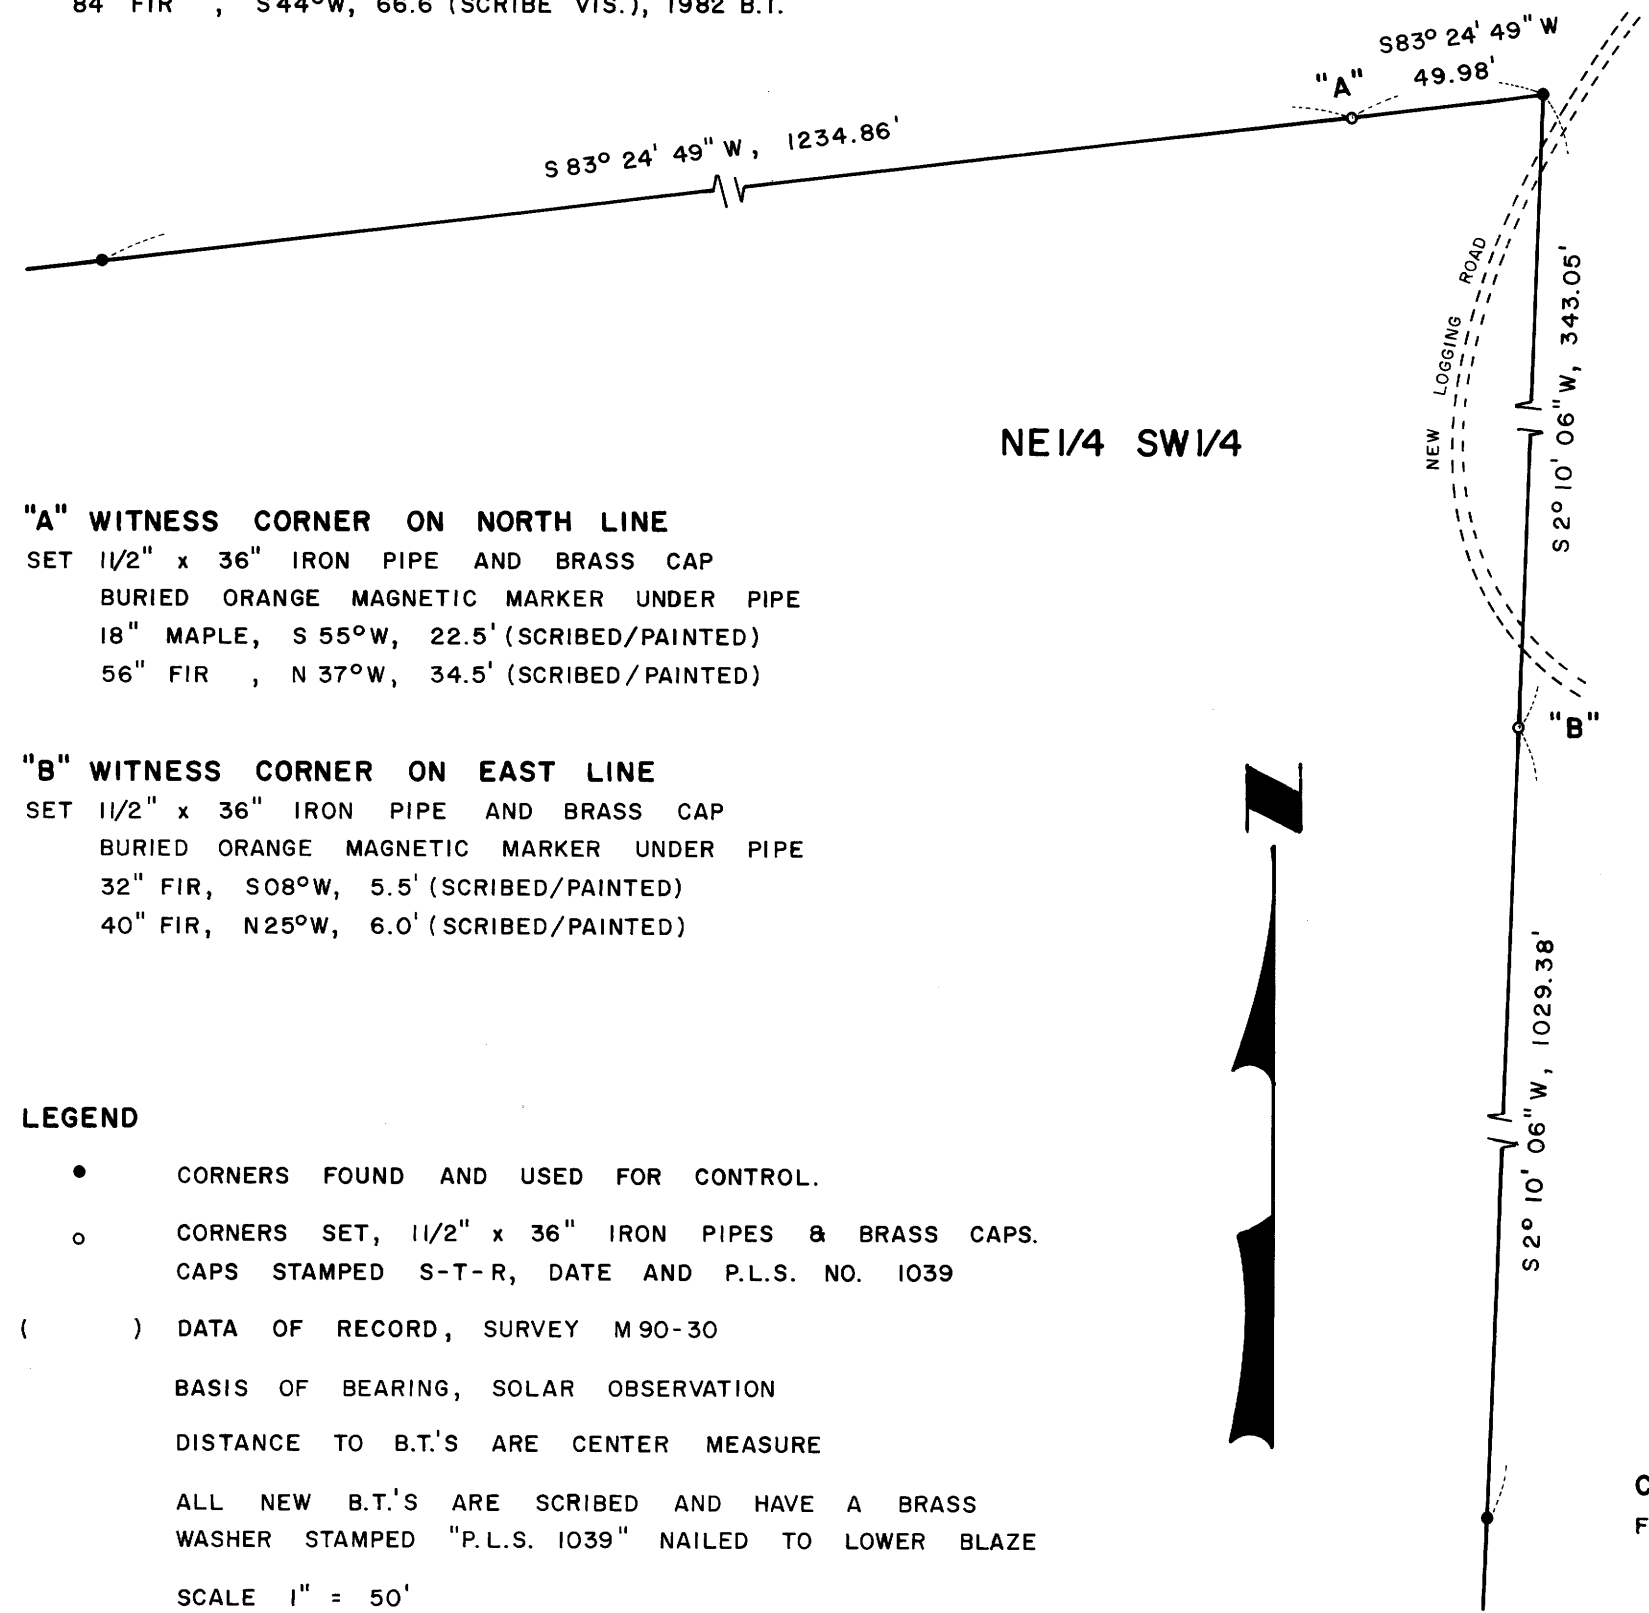 84" FIR , S 44° W, 66.6 (SCRIBE VIS.), 1982 B.T.
S83° 24' 49" W
49.98'
"A"
S 83° 24' 49" W, 1234.86'
S 2° 10' 06" W, 343.05'
NEW LOGGING ROAD
NE1/4 SW1/4
"A" WITNESS CORNER ON NORTH LINE
SET 11/2" x 36" IRON PIPE AND BRASS CAP
BURIED ORANGE MAGNETIC MARKER UNDER PIPE
18" MAPLE, S 55° W, 22.5' (SCRIBED/PAINTED)
56" FIR , N 37° W, 34.5' (SCRIBED/PAINTED)
"B"
"B" WITNESS CORNER ON EAST LINE
SET 11/2" x 36" IRON PIPE AND BRASS CAP
BURIED ORANGE MAGNETIC MARKER UNDER PIPE
32" FIR, S08°W, 5.5' (SCRIBED/PAINTED)
40" FIR, N25°W, 6.0' (SCRIBED/PAINTED)
N
S 2° 10' 06" W, 1029.38'
LEGEND
CORNERS FOUND AND USED FOR CONTROL.
CORNERS SET, 11/2" x 36" IRON PIPES & BRASS CAPS.
CAPS STAMPED S-T-R, DATE AND P.L.S. NO. 1039
( ) DATA OF RECORD, SURVEY M90-30
BASIS OF BEARING, SOLAR OBSERVATION
DISTANCE TO B.T.'S ARE CENTER MEASURE
ALL NEW B.T.'S ARE SCRIBED AND HAVE A BRASS
WASHER STAMPED "P.L.S. 1039" NAILED TO LOWER BLAZE
SCALE 1" = 50'